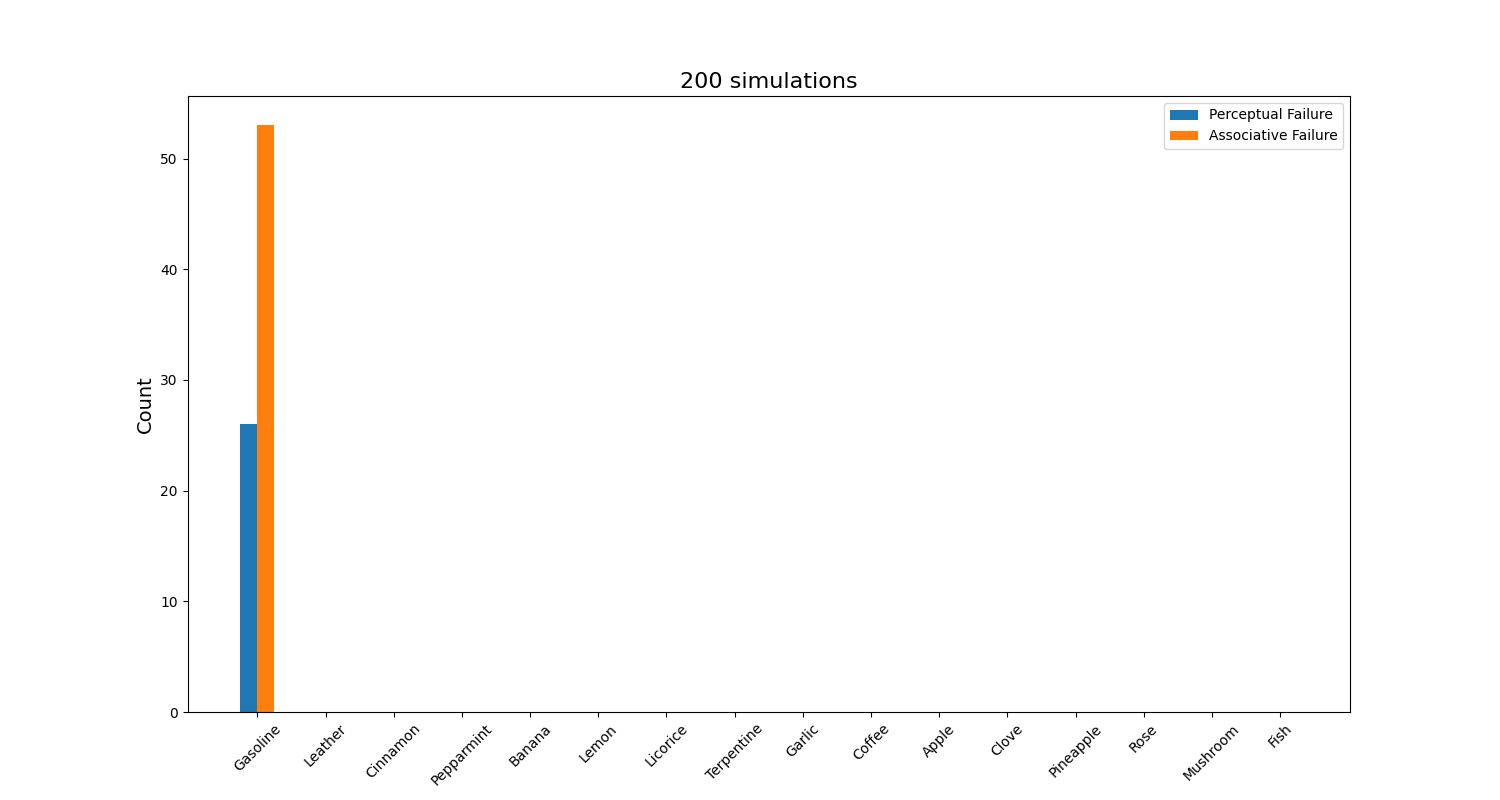 200 simulations
Perceptual Failure
Associative Failure
Count
50
40
30
20
10
0
Gasoline
Leather
Cinnamon
Pepparmint
Banana
Lemon
Licorice
Terpentine
Garlic
Coffee
Apple
Clove
Pineapple
Rose
Mushroom
Fish